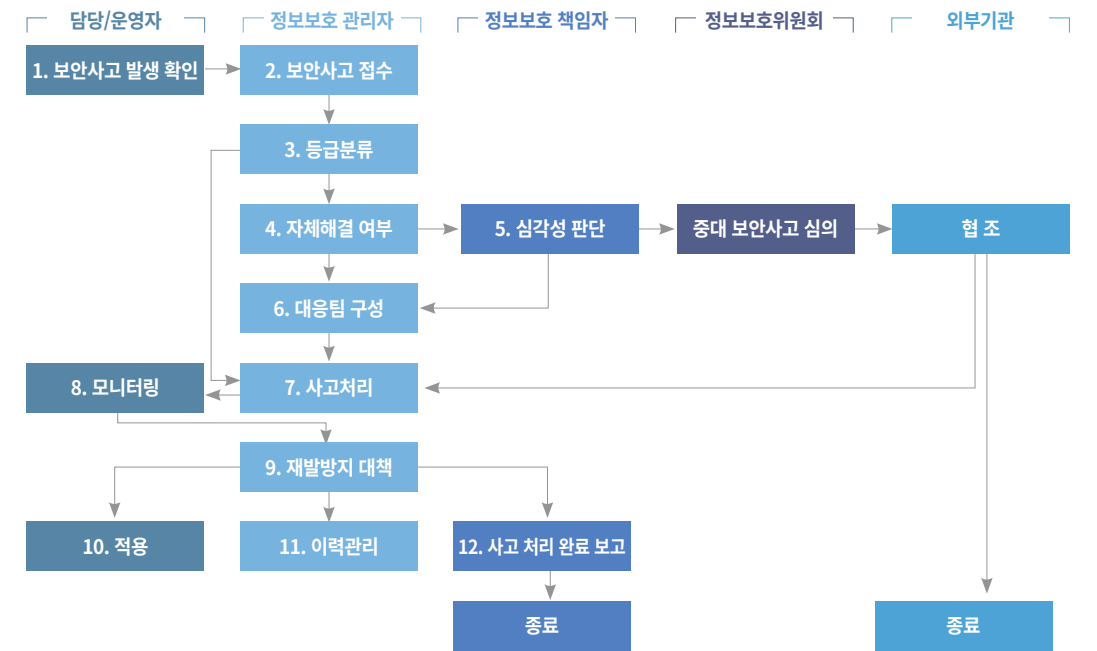 담당/운영자
정보보호 관리자
정보보호 책임자
정보보호위원회
외부기관
1. 보안사고 발생 확인
2. 보안사고 접수
3. 등급분류
4. 자체해결 여부
5. 심각성 판단
중대 보안사고 심의
협 조
6. 대응팀 구성
8. 모니터링
7. 사고처리
9. 재발방지 대책
10. 적용
11. 이력관리
12. 사고 처리 완료 보고
종료
종료